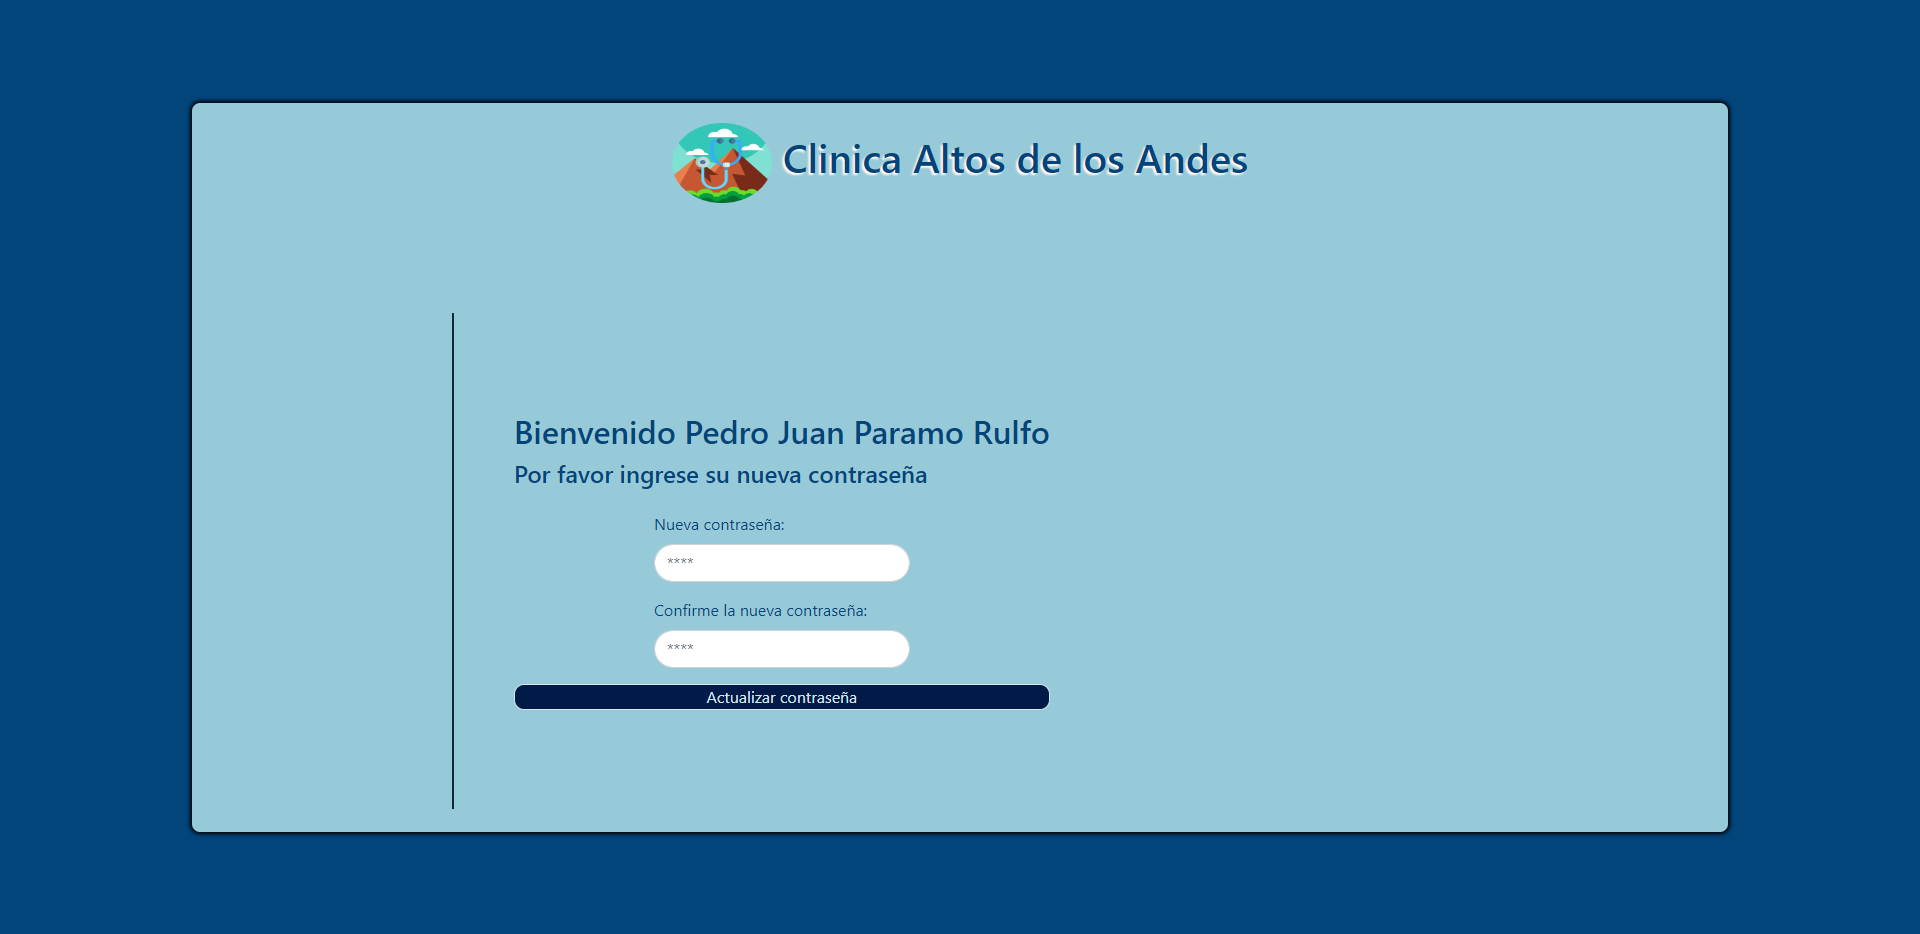 Clinica Altos de los Andes
Bienvenido Pedro Juan Paramo Rulfo
Por favor ingrese su nueva contraseña
Nueva contraseña:
****
Confirme la nueva contraseña:
****
Actualizar contraseña